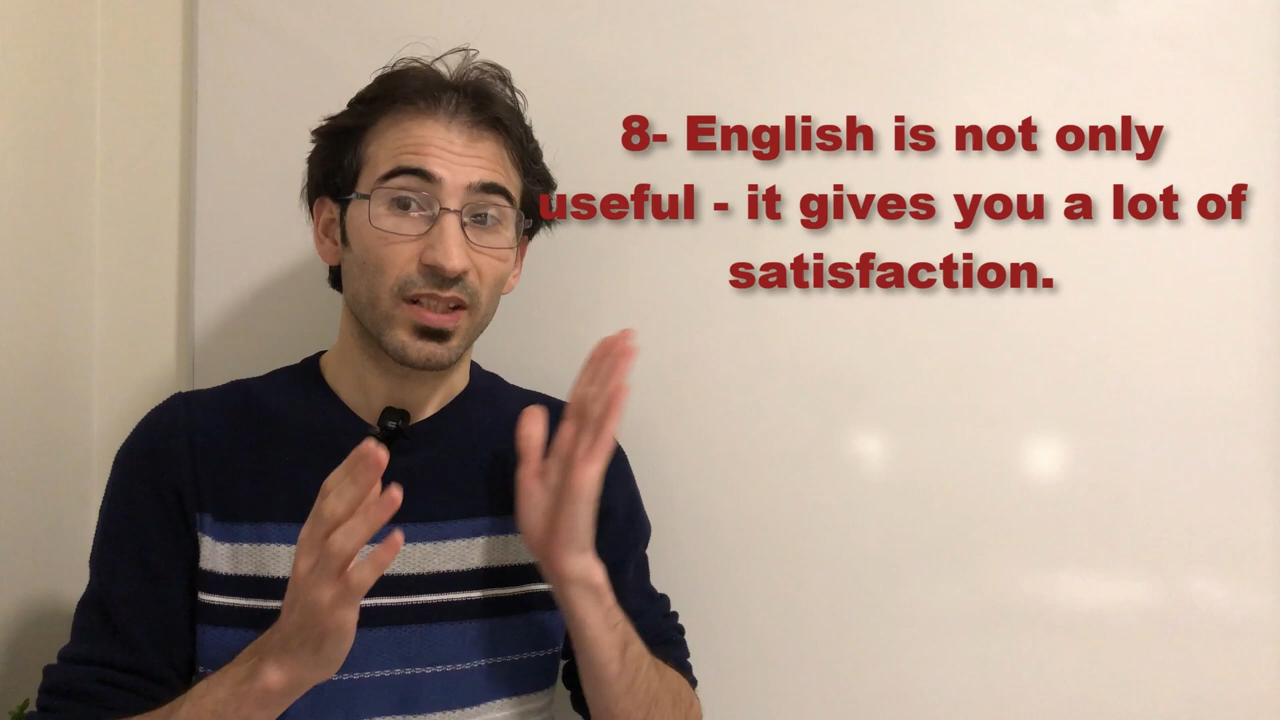 8- English is not only
useful - it gives you a lot of
satisfaction.